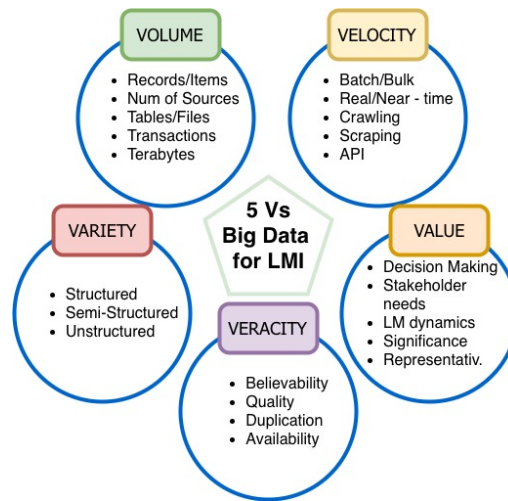 VOLUME
• Records/Items
• Num of Sources
• Tables/Files
• Transactions
• Terabytes
VELOCITY
• Batch/Bulk
• Real/Near - time
• Crawling
• Scraping
• API
5 Vs
Big Data
for LMI
VARIETY
• Structured
• Semi-Structured
• Unstructured
VALUE
• Decision Making
• Stakeholder
needs
• LM dynamics
• Significance
• Representativ.
VERACITY
• Believability
• Quality
• Duplication
• Availability